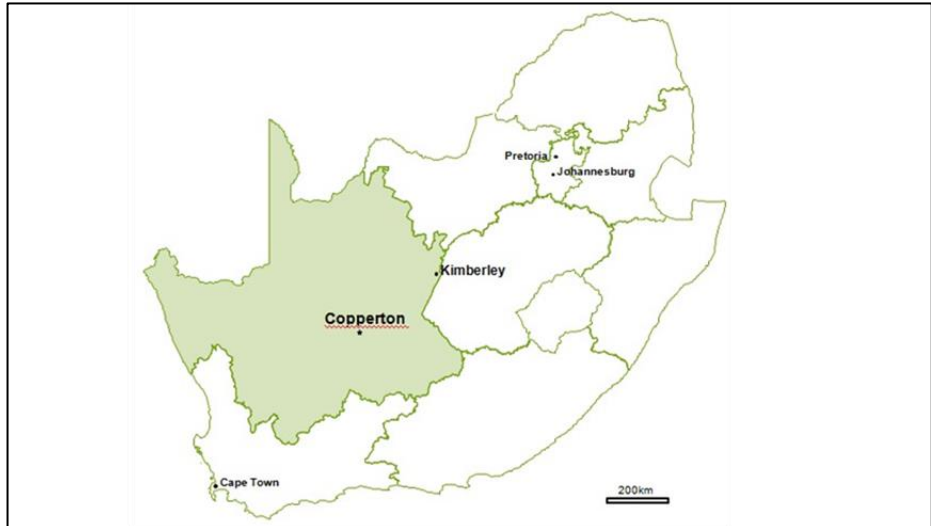 Pretoria
Johannesburg
Kimberley
Copperton
Cape Town
200km